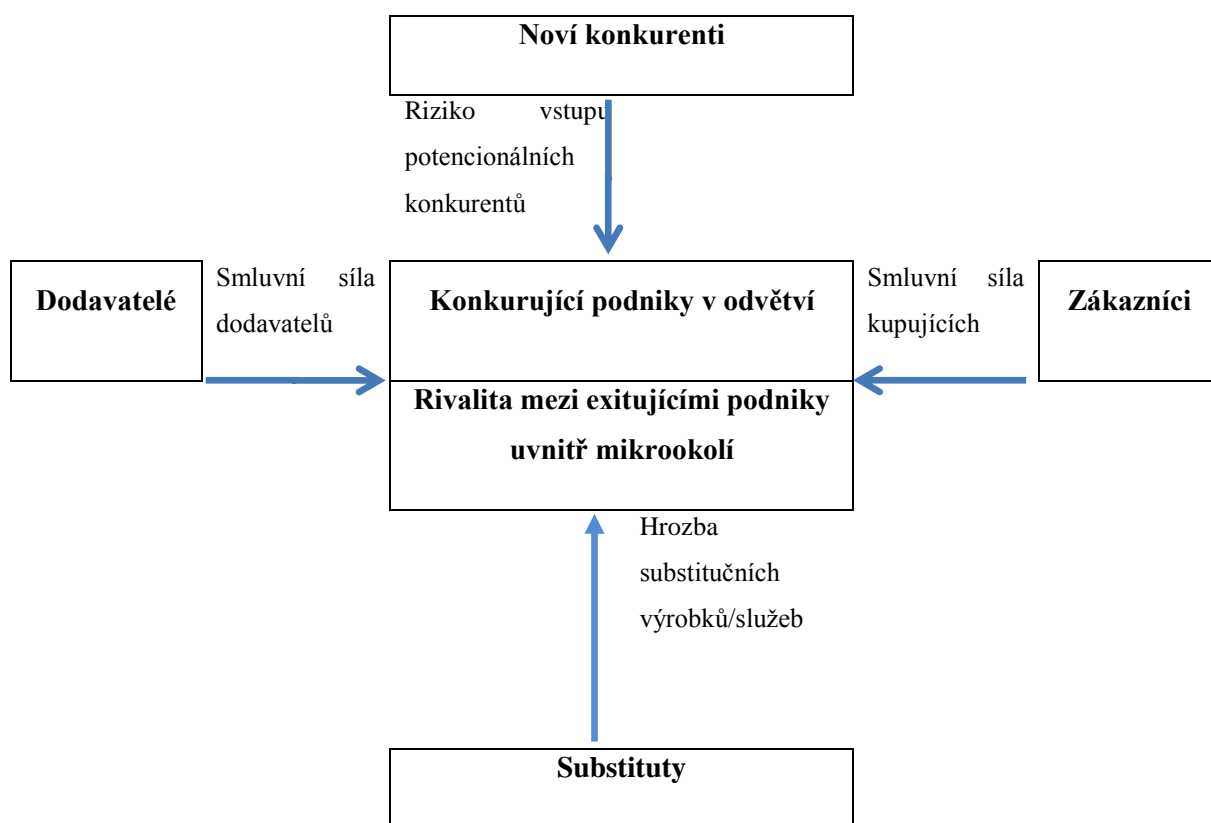 Noví konkurenti
Riziko vstupu
potencionálních
konkurentů
Dodavatelé
Smluvní síla
dodavatelů
Konkurující podniky v odvětví
Smluvní síla
kupujících
Zákazníci
Rivalita mezi exitujícími podniky
uvnitř mikrookolí
Hrozba
substitučních
výrobků/služeb
Substituty